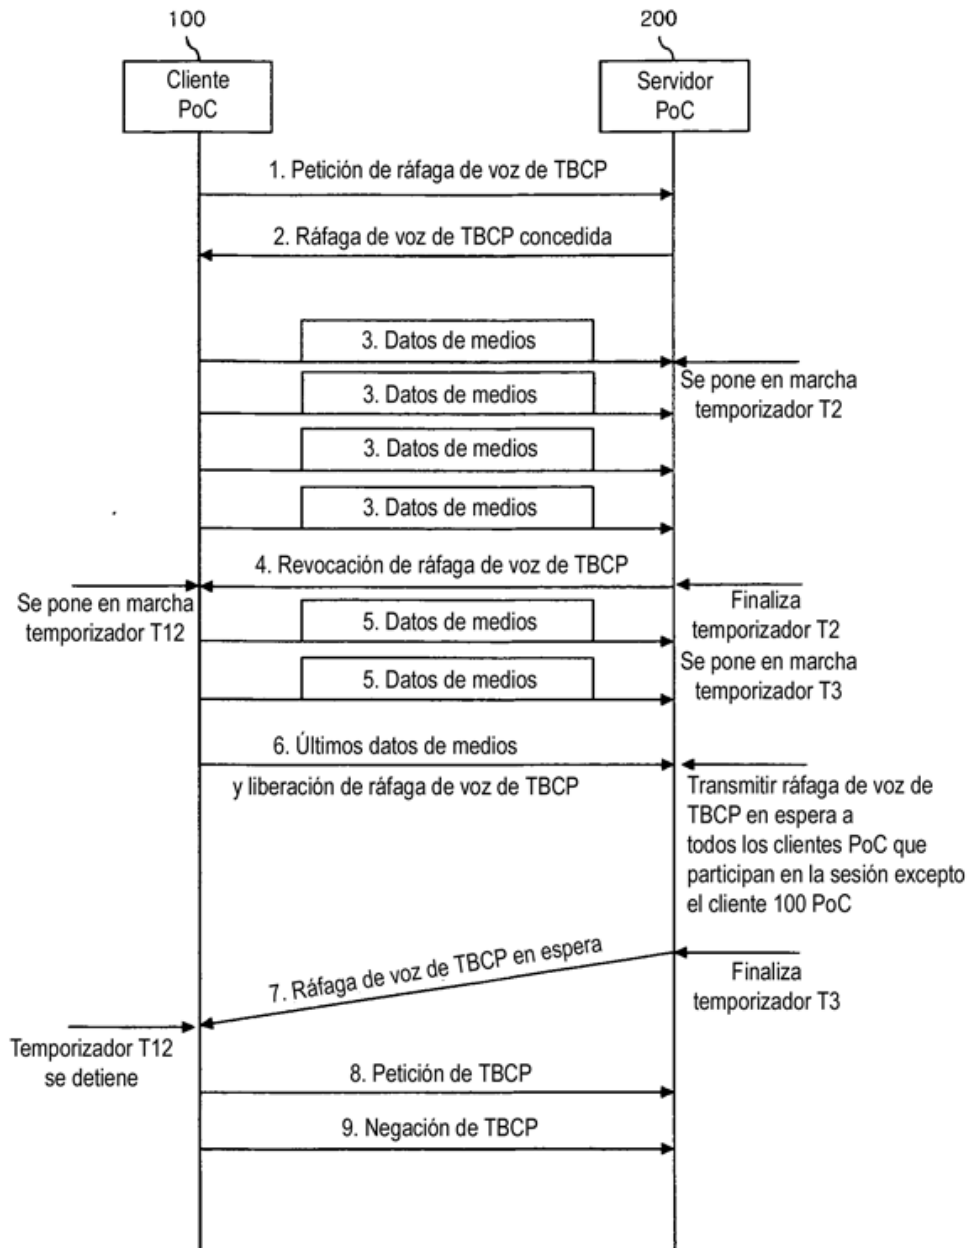 100
200
Cliente
PoC
Servidor
PoC
1. Petición de ráfaga de voz de TBCP
2. Ráfaga de voz de TBCP concedida
3. Datos de medios
Se pone en marcha
temporizador T2
3. Datos de medios
3. Datos de medios
3. Datos de medios
4. Revocación de ráfaga de voz de TBCP
Se pone en marcha
temporizador T12
Finaliza
temporizador T2
5. Datos de medios
Se pone en marcha
temporizador T3
5. Datos de medios
6. Últimos datos de medios
y liberación de ráfaga de voz de TBCP
Transmitir ráfaga de voz de
TBCP en espera a
todos los clientes PoC que
participan en la sesión excepto
el cliente 100 PoC
7. Ráfaga de voz de TBCP en espera
Finaliza
temporizador T3
Temporizador T12
se detiene
8. Petición de TBCP
9. Negación de TBCP